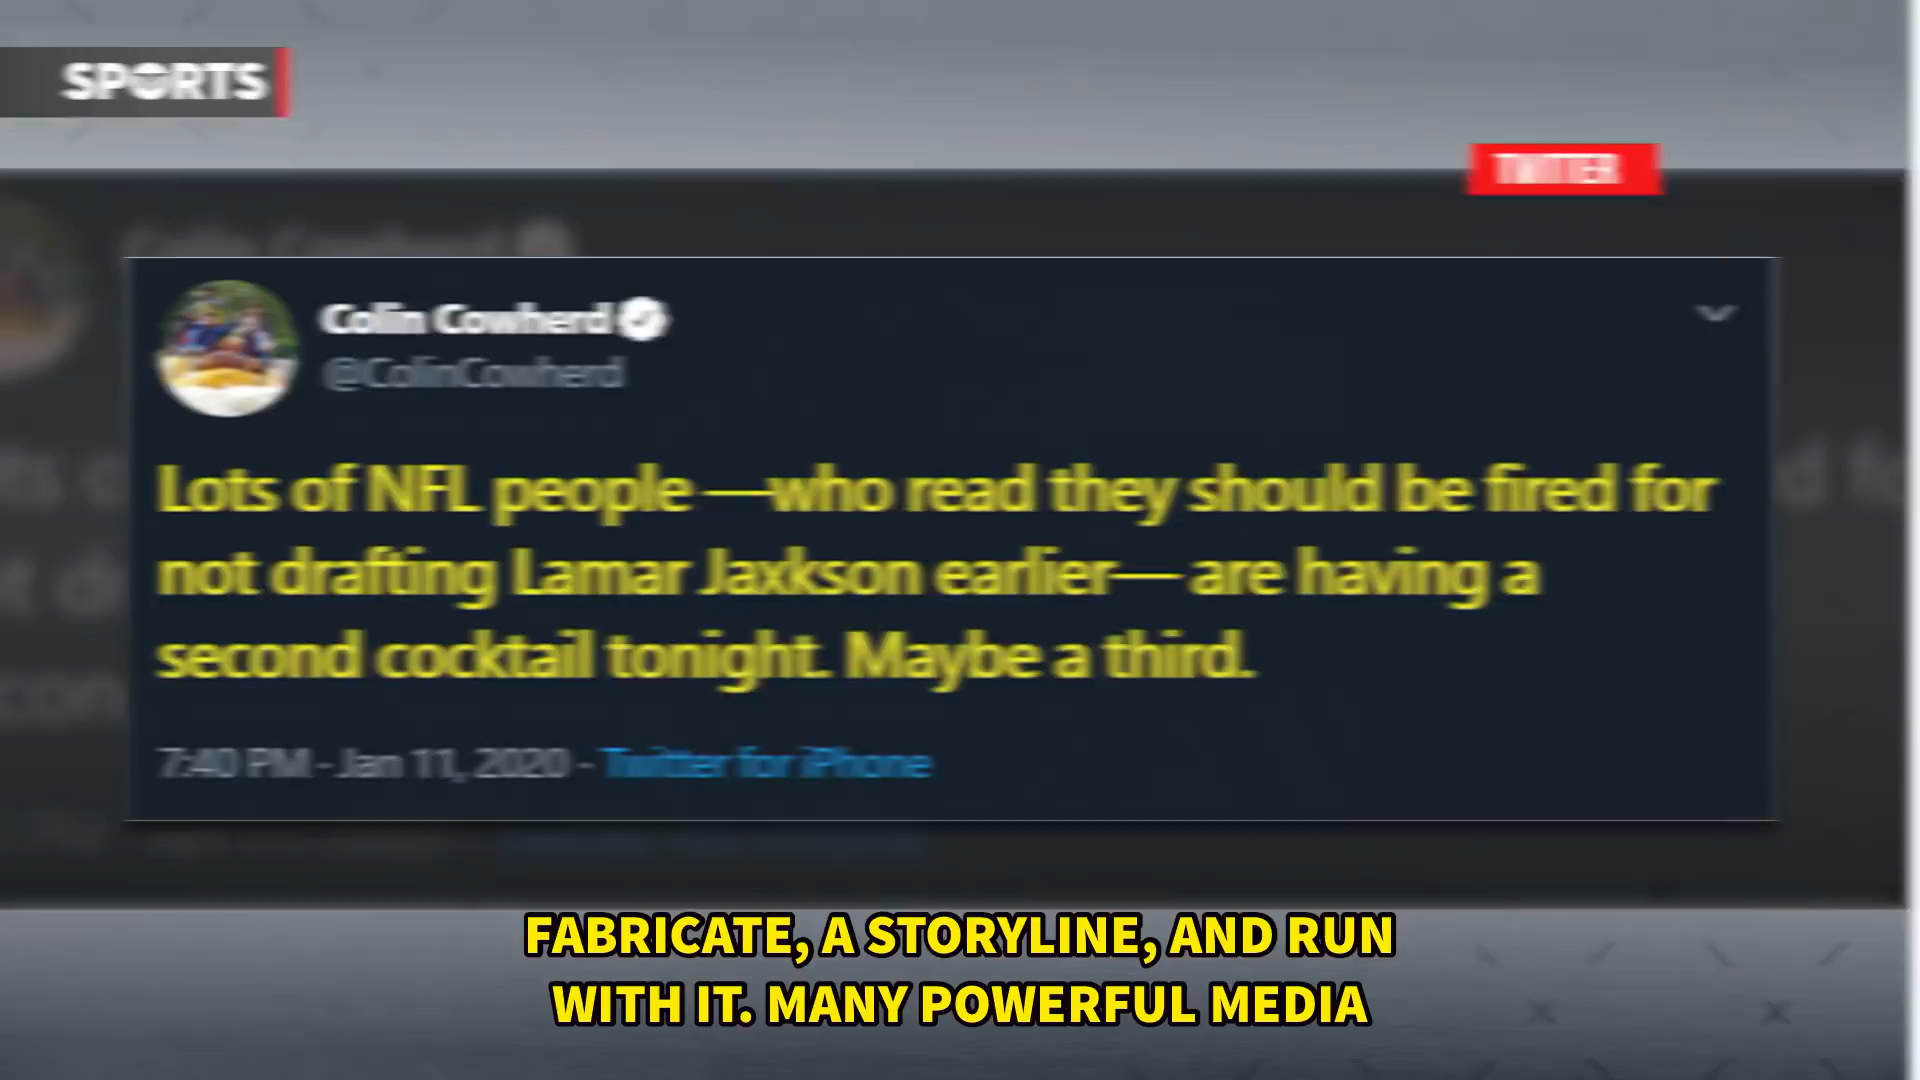 SPORTS
TWITTER
Colin Cowherd
@ColinCowherd
Lots of NFL people —who read they should be fired for
not drafting Lamar Jaxkson earlier— are having a
second cocktail tonight. Maybe a third.
7:40 PM · Jan 11, 2020 · Twitter for iPhone
FABRICATE, A STORYLINE, AND RUN
WITH IT. MANY POWERFUL MEDIA